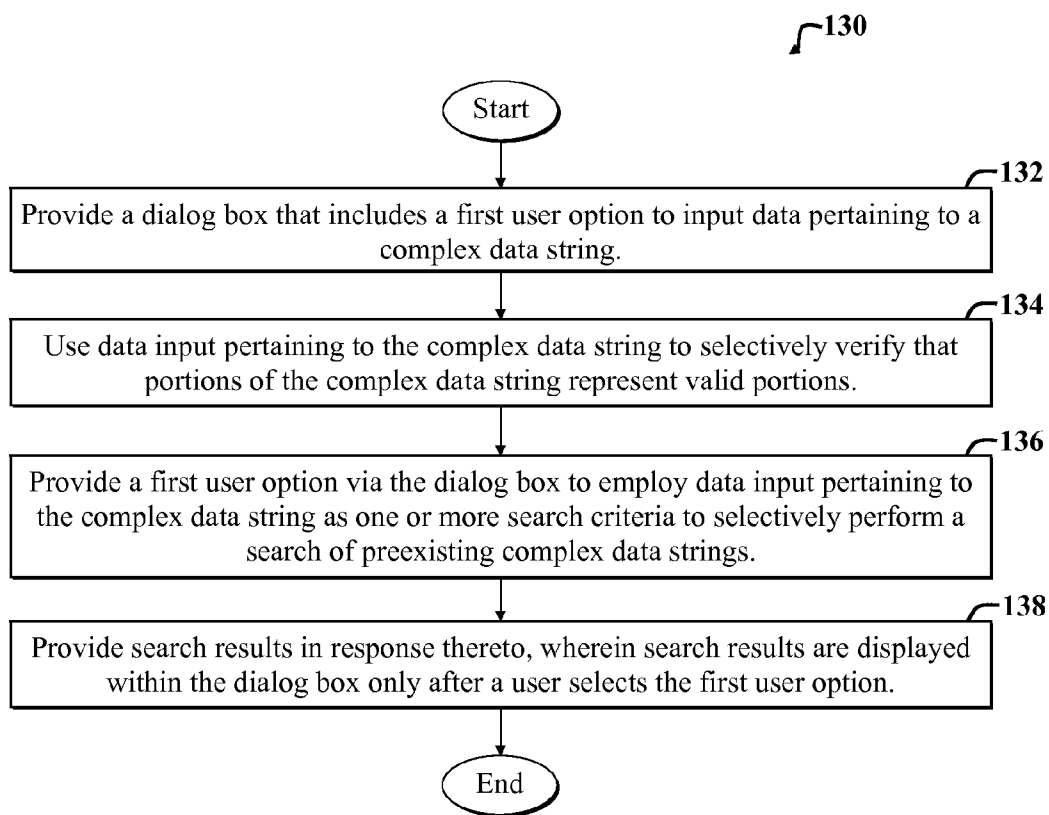 130
Start
132
Provide a dialog box that includes a first user option to input data pertaining to a
complex data string.
134
Use data input pertaining to the complex data string to selectively verify that
portions of the complex data string represent valid portions.
136
Provide a first user option via the dialog box to employ data input pertaining to
the complex data string as one or more search criteria to selectively perform a
search of preexisting complex data strings.
138
Provide search results in response thereto, wherein search results are displayed
within the dialog box only after a user selects the first user option.
End